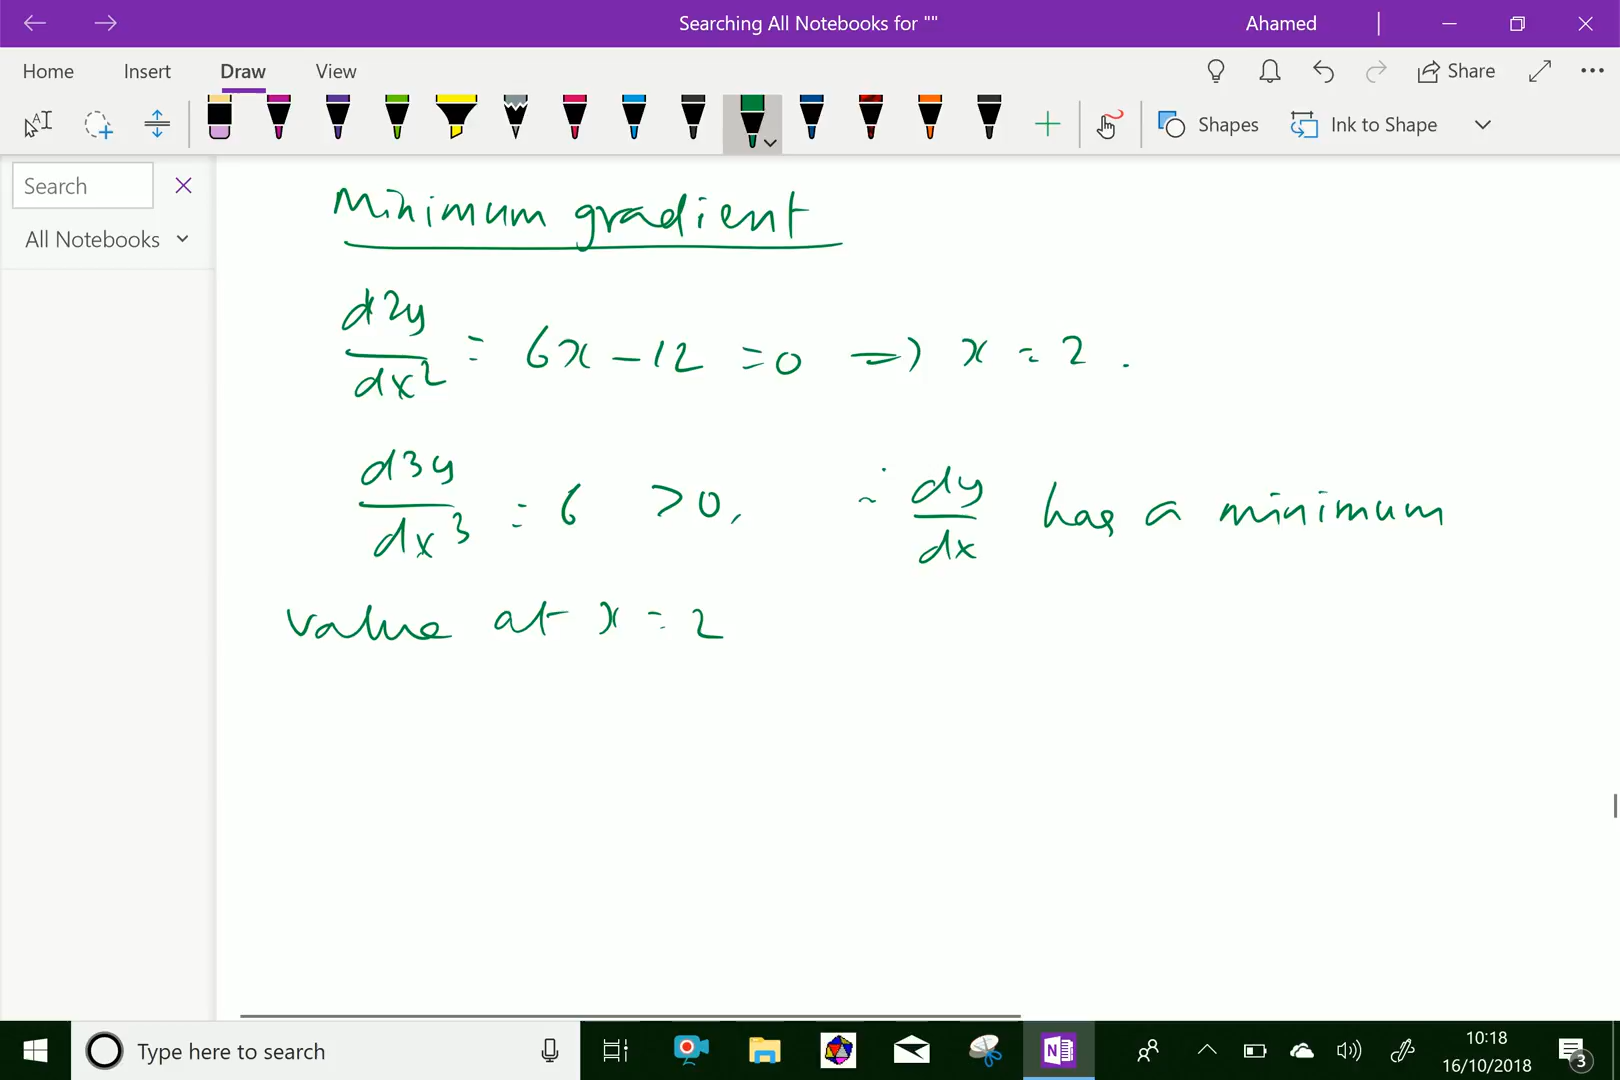 Searching All Notebooks for ""
Ahamed
Home Insert Draw View
Share
Shapes
Ink to Shape
Search
All Notebooks
Minimum gradient
d2y/dx2 = 6x - 12 = 0 => x = 2.
d3y/dx3 = 6 > 0, ∴ dy/dx has a minimum
value at x = 2
Type here to search
10:18
16/10/2018
3